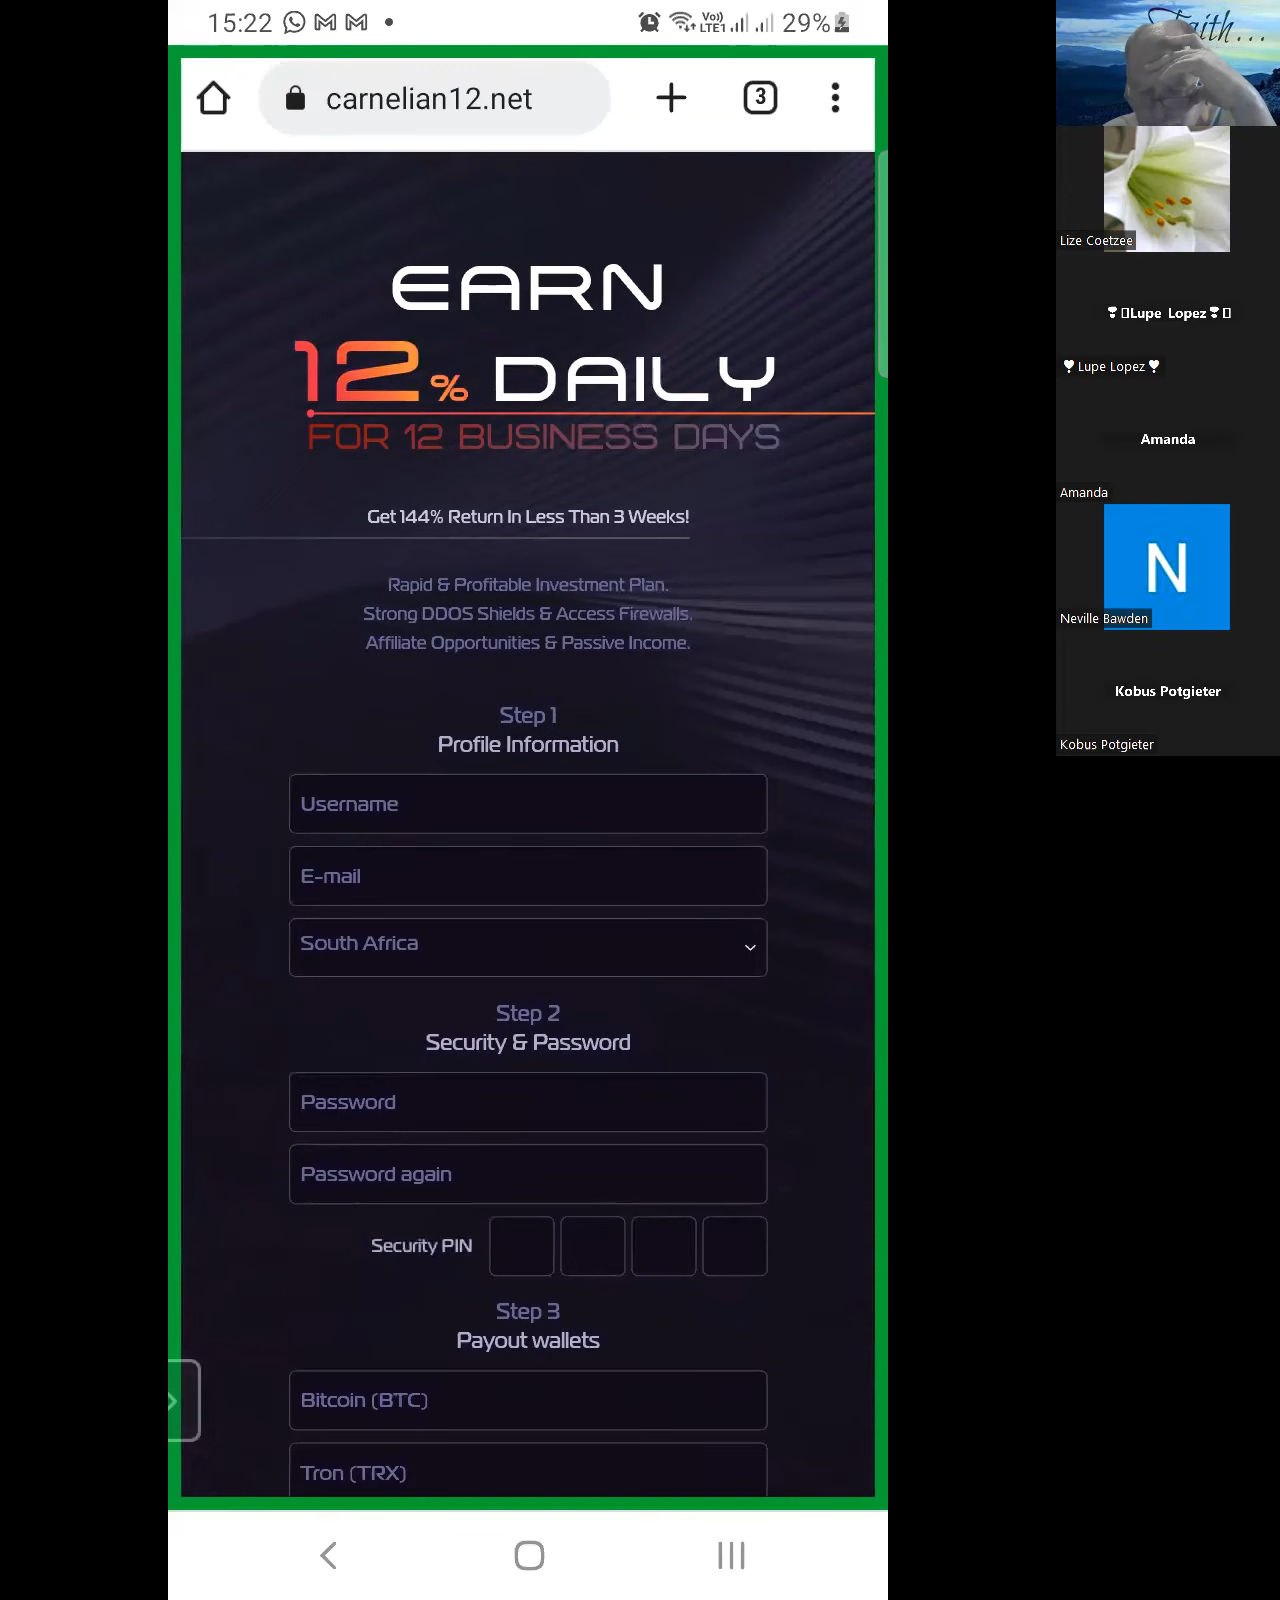 15:22
Vo)) LTE1
29%
carnelian12.net
3
EARN
12% DAILY
FOR 12 BUSINESS DAYS
Get 144% Return In Less Than 3 Weeks!
Rapid & Profitable Investment Plan.
Strong DDOS Shields & Access Firewalls.
Affiliate Opportunities & Passive Income.
Step 1
Profile Information
Username
E-mail
South Africa
Step 2
Security & Password
Password
Password again
Security PIN
Step 3
Payout wallets
Bitcoin (BTC)
Tron (TRX)
Faith...
Lize Coetzee
❣Lupe Lopez❣
♥ Lupe Lopez ♥
Amanda
Amanda
N
Neville Bawden
Kobus Potgieter
Kobus Potgieter